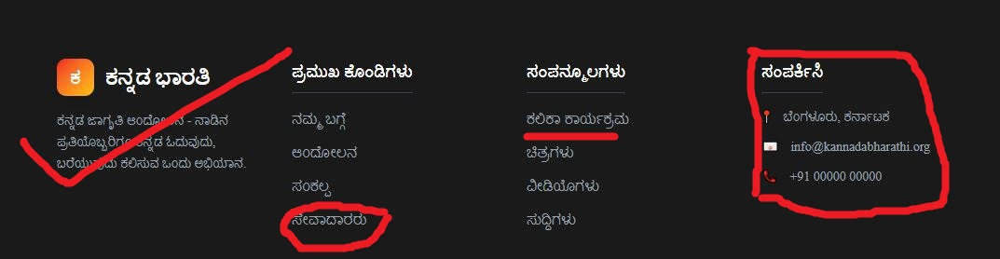 ಕ ಕನ್ನಡ ಭಾರತಿ
ಕನ್ನಡ ಜಾಗೃತಿ ಅಂದೋಲನ - ನಾಡಿನ
ಪ್ರತಿಯೊಬ್ಬರಿಗೂ ಕನ್ನಡ ಓದುವುದು,
ಬರೆಯುವುದು ಕಲಿಸುವ ಒಂದು ಅಭಿಯಾನ.
ಪ್ರಮುಖ ಕೊಂಡಿಗಳು
ನಮ್ಮ ಬಗ್ಗೆ
ಅಂದೋಲನ
ಸಂಕಲ್ಪ
ಸೇವಾದಾರರು
ಸಂಪನ್ಮೂಲಗಳು
ಕಲಿಕಾ ಕಾರ್ಯಕ್ರಮ
ಚಿತ್ರಗಳು
ವೀಡಿಯೊಗಳು
ಸುದ್ದಿಗಳು
ಸಂಪರ್ಕಿಸಿ
ಬೆಂಗಳೂರು, ಕರ್ನಾಟಕ
info@kannadabharathi.org
+91 00000 00000